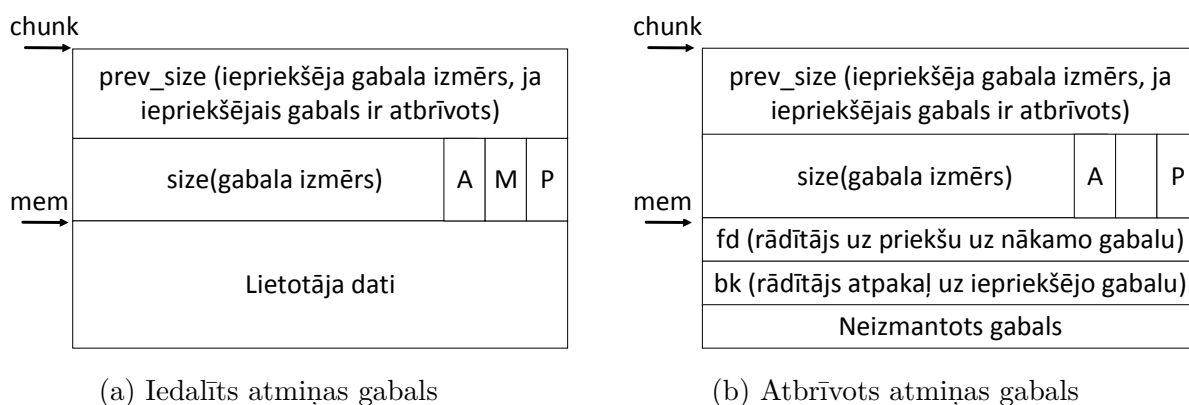 chunk
prev_size (iepriekšēja gabala izmērs, ja
iepriekšējais gabals ir atbrīvots)
size(gabala izmērs)
A
M
P
mem
Lietotāja dati
(a) Iedalīts atmiņas gabals
chunk
prev_size (iepriekšēja gabala izmērs, ja
iepriekšējais gabals ir atbrīvots)
size(gabala izmērs)
A
P
mem
fd (rādītājs uz priekšu uz nākamo gabalu)
bk (rādītājs atpakaļ uz iepriekšējo gabalu)
Neizmantots gabals
(b) Atbrīvots atmiņas gabals